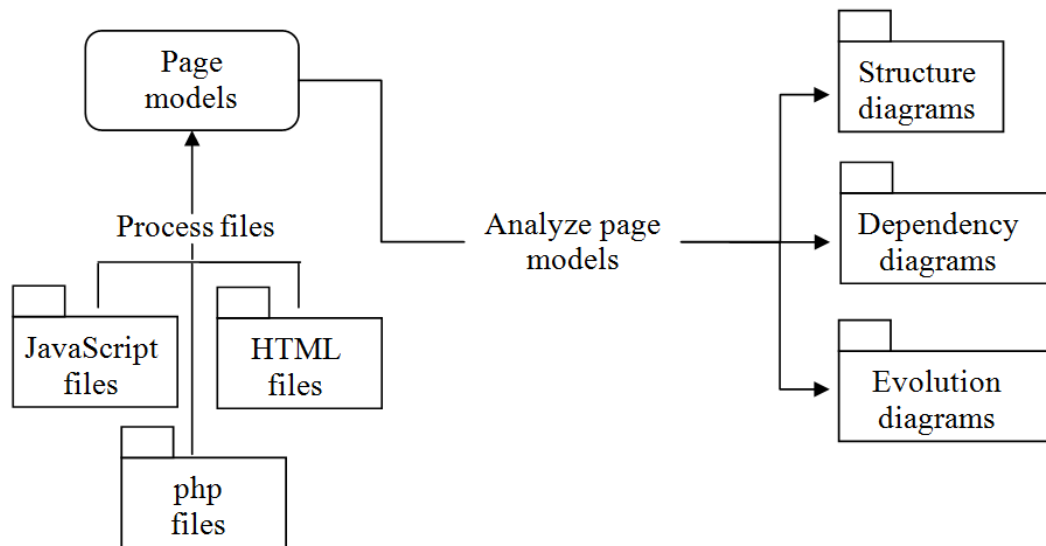 Page
models
Structure
diagrams
Process files
Analyze page
models
Dependency
diagrams
JavaScript
files
HTML
files
Evolution
diagrams
php
files